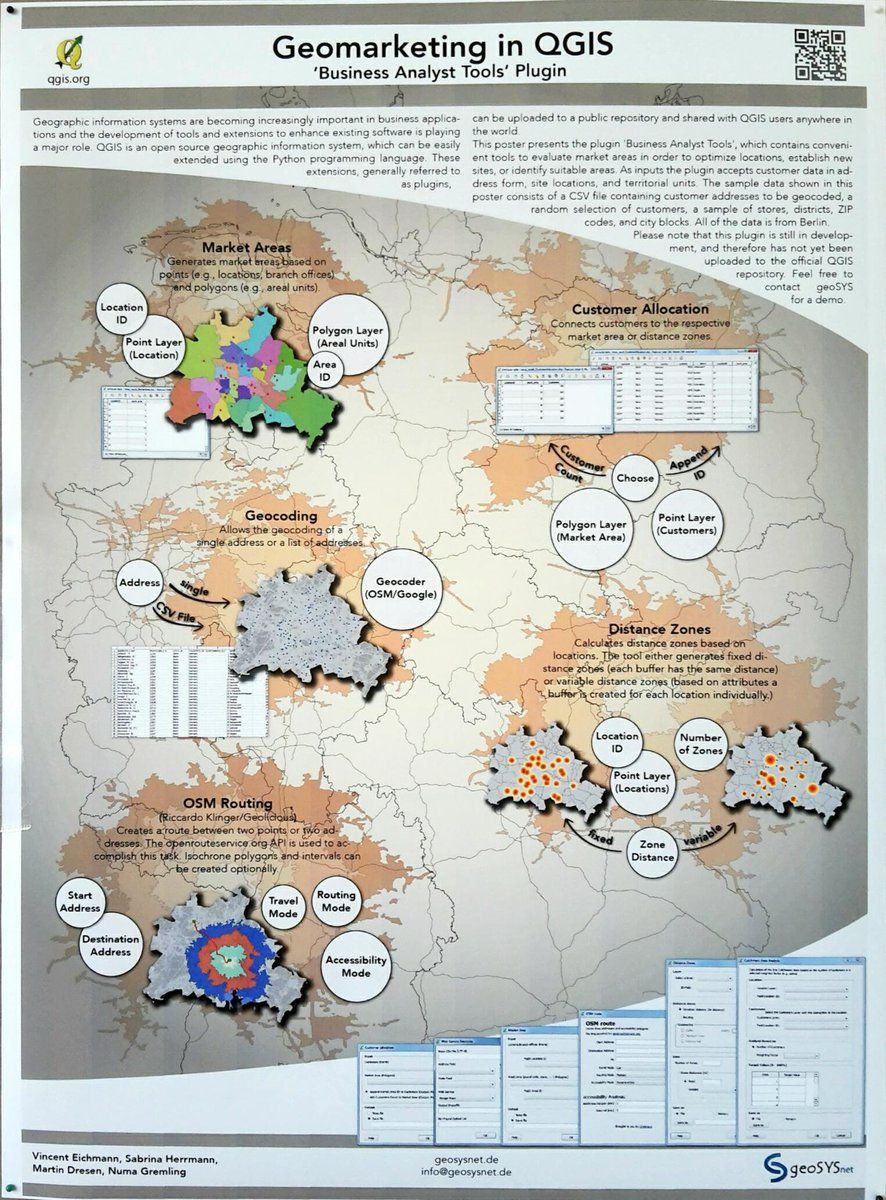 Geomarketing in QGIS
'Business Analyst Tools' Plugin
qgis.org
Geographic information systems are becoming increasingly important in business applica-
tions and the development of tools and extensions to enhance existing software is playing
a major role. QGIS is an open source geographic information system, which can be easily
extended using the Python programming language. These
extensions, generally referred to
as plugins,
can be uploaded to a public repository and shared with QGIS users anywhere in
the world.
This poster presents the plugin 'Business Analyst Tools', which contains conveni-
ent tools to evaluate market areas in order to optimize locations, establish new
sites, or identify suitable areas. As inputs the plugin accepts customer data in ad-
dress form, site locations, and territorial units. The sample data shown in this
poster consists of a CSV file containing customer addresses to be geocoded, a
random selection of customers, a sample of stores, districts, ZIP
codes, and city blocks. All of the data is from Berlin.
Please note that this plugin is still in develop-
ment, and therefore has not yet been
uploaded to the official QGIS
repository. Feel free to
contact geoSYS
for a demo.
Market Areas
Generates market areas based on
points (e.g., locations, branch offices)
and polygons (e.g., areal units).
Location
ID
Point Layer
(Location)
Polygon Layer
(Areal Units)
Area
ID
Customer Allocation
Connects customers to the respective
market area or distance zones.
Customer
Count
Choose
Append
ID
Polygon Layer
(Market Area)
Point Layer
(Customers)
Geocoding
Allows the geocoding of a
single address or a list of addresses.
Address
single
CSV File
Geocoder
(OSM/Google)
Distance Zones
Calculates distance zones based on
locations. The tool either generates fixed di-
stance zones (each buffer has the same distance)
or variable distance zones (based on attributes a
buffer is created for each location individually.)
Location
ID
Number
of Zones
Point Layer
(Locations)
fixed
Zone
Distance
variable
OSM Routing
(Riccardo Klinger/Geolicious)
Creates a route between two points or two ad-
dresses. The openrouteservice.org API is used to ac-
complish this task. Isochrone polygons and intervals can
be created optionally.
Start
Address
Destination
Address
Travel
Mode
Routing
Mode
Accessibility
Mode
OSM route
Accessibility Analysis
Vincent Eichmann, Sabrina Herrmann,
Martin Dresen, Numa Gremling
geosysnet.de
info@geosysnet.de
geoSYSnet